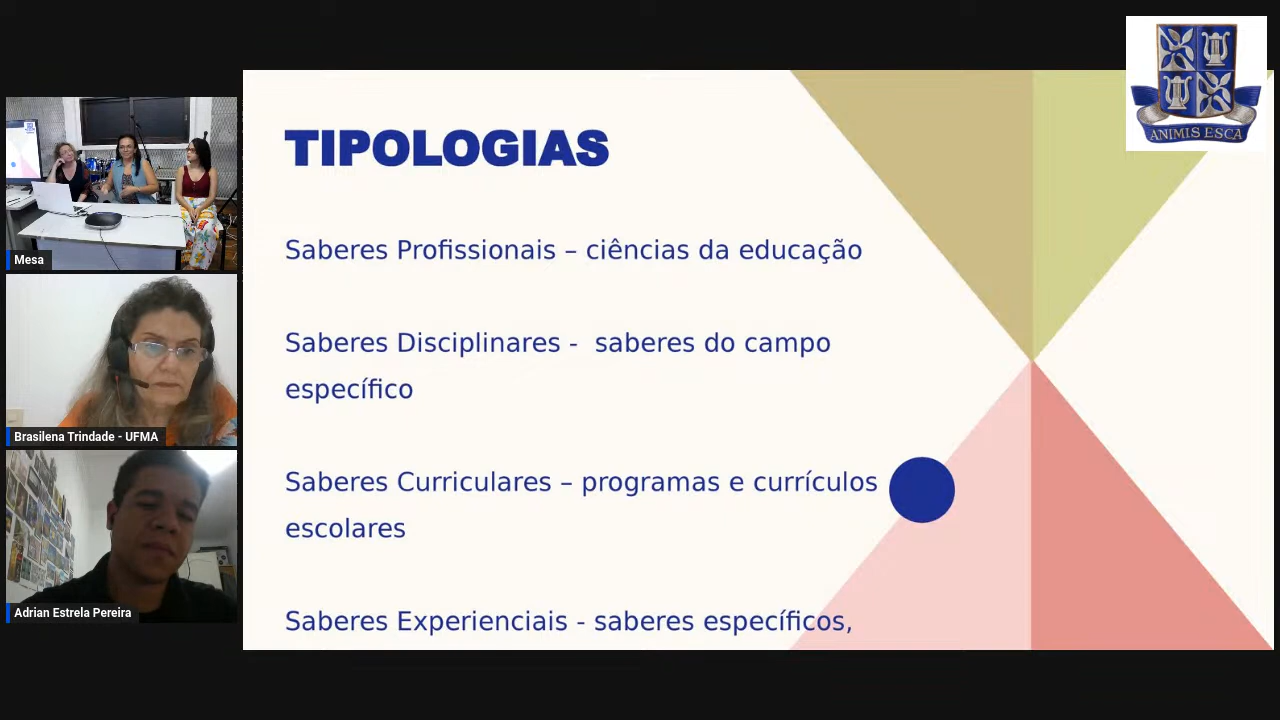 ANIMIS ESCA
TIPOLOGIAS
Saberes Profissionais – ciências da educação
Saberes Disciplinares -  saberes do campo
específico
Saberes Curriculares – programas e currículos
escolares
Saberes Experienciais - saberes específicos,
Mesa
Brasilena Trindade - UFMA
Adrian Estrela Pereira